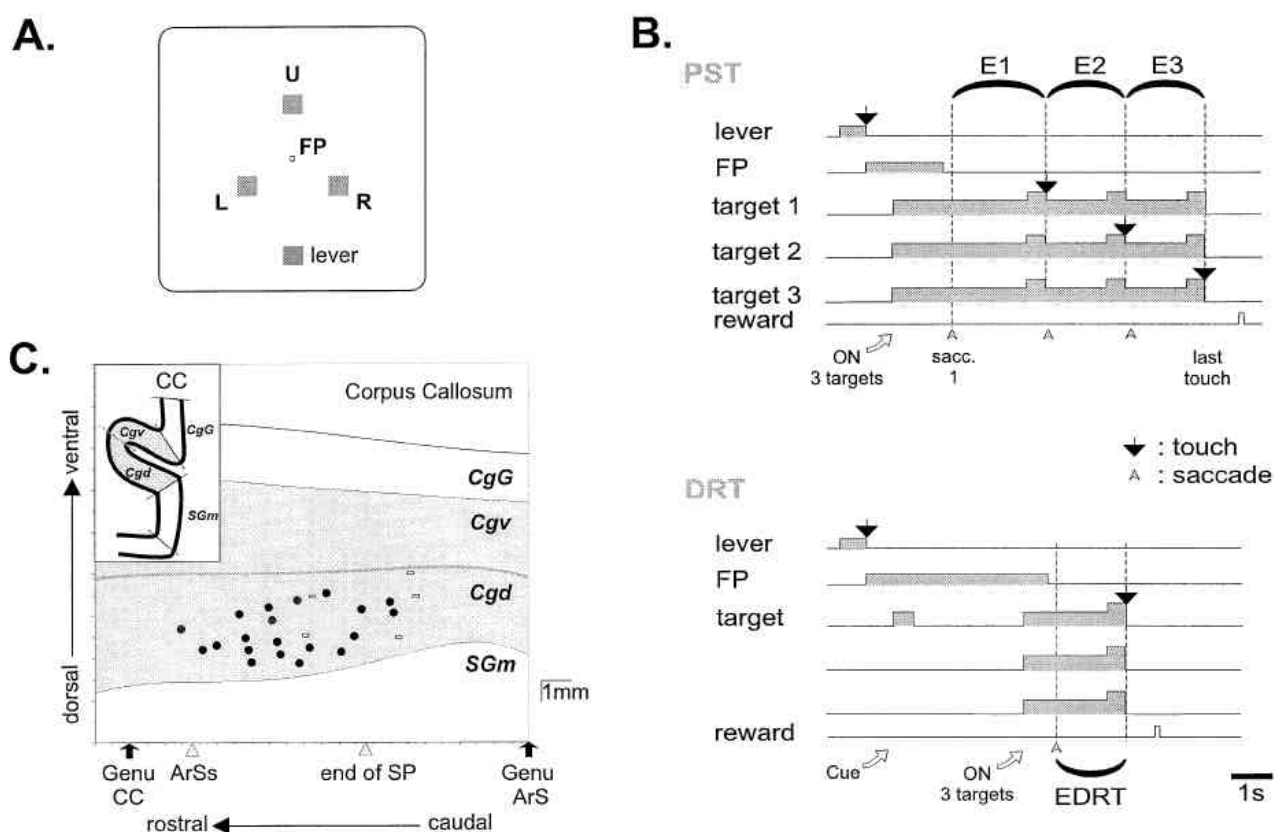 A.
U
FP
L
R
lever
B.
PST
E1 E2 E3
lever
FP
target 1
target 2
target 3
reward
ON
3 targets
sacc.
1
last
touch
: touch
: saccade
DRT
lever
FP
target
reward
Cue
ON
3 targets
EDRT
1s
C.
CC
Cgv
CgG
Cgd
SGm
Corpus Callosum
CgG
Cgv
Cgd
SGm
ventral
dorsal
1mm
Genu
CC
ArSs
end of SP
Genu
ArS
rostral
caudal